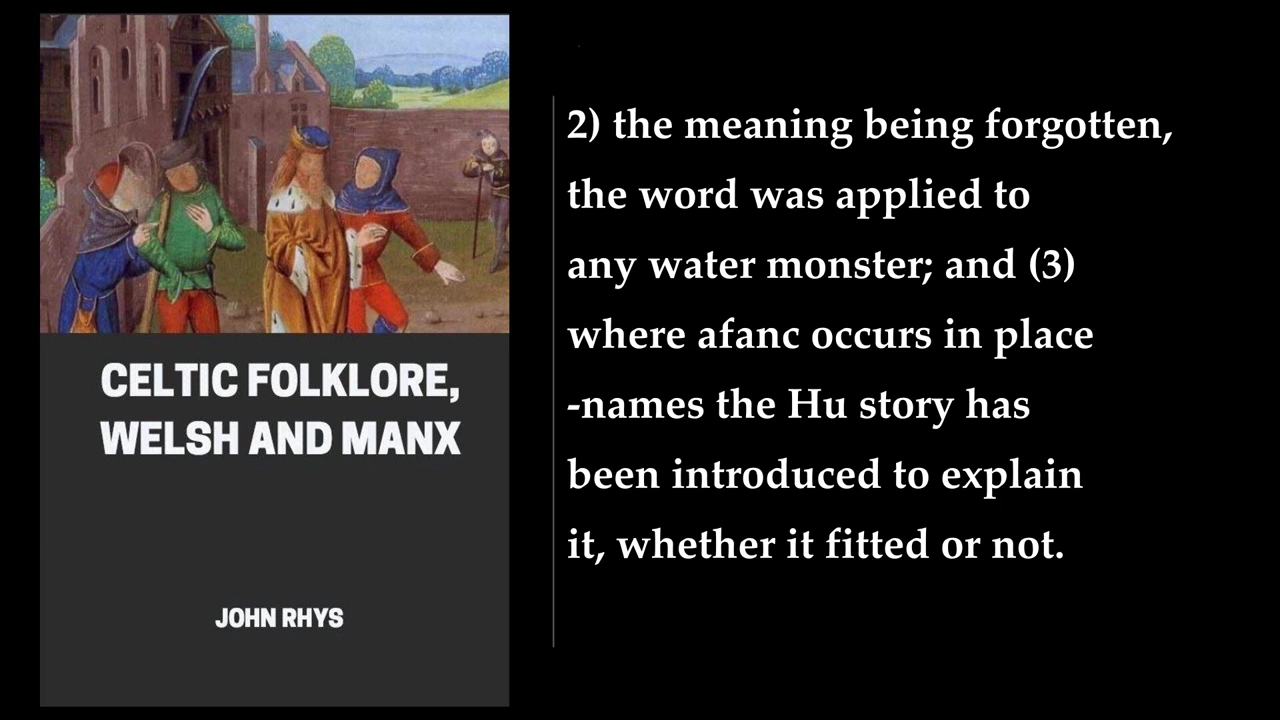 CELTIC FOLKLORE,
WELSH AND MANX
JOHN RHYS
2) the meaning being forgotten,
the word was applied to
any water monster; and (3)
where afanc occurs in place
-names the Hu story has
been introduced to explain
it, whether it fitted or not.